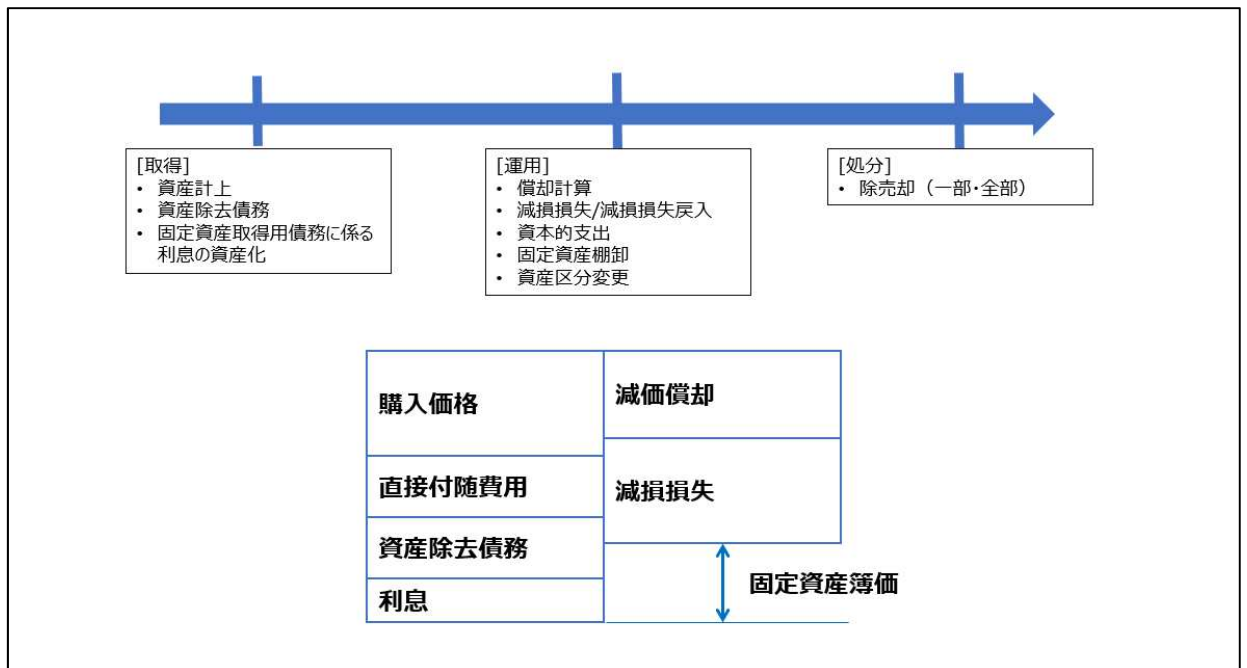 [取得]
• 資産計上
• 資産除去債務
• 固定資産取得用債務に係る
利息の資産化
[運用]
• 償却計算
• 減損損失/減損損失戻入
• 資本的支出
• 固定資産棚卸
• 資産区分変更
[処分]
• 除売却（一部・全部）
購入価格
直接付随費用
資産除去債務
利息
減価償却
減損損失
固定資産簿価